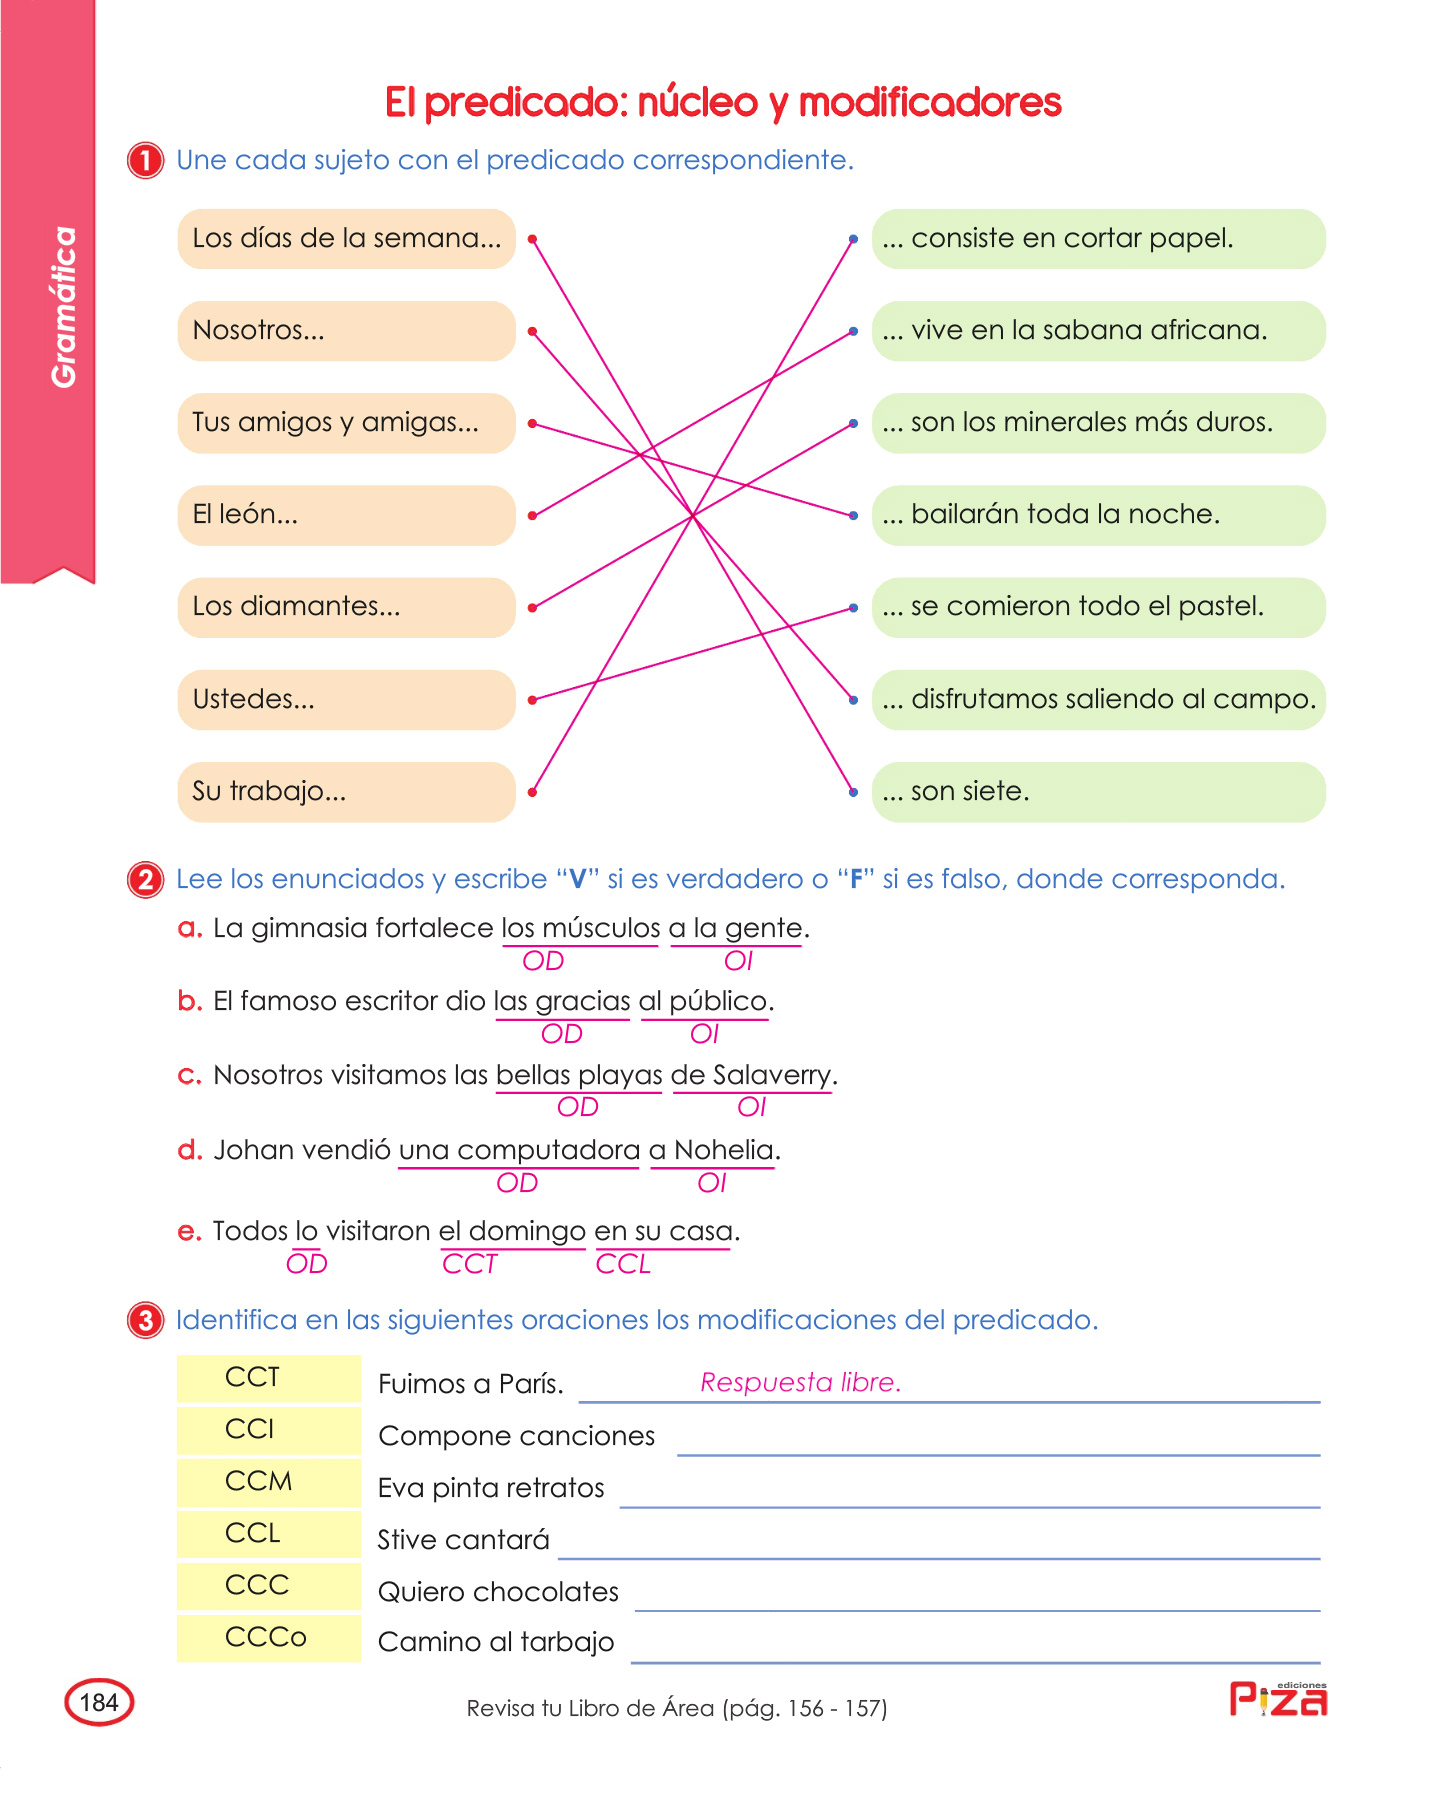 Gramática
El predicado: núcleo y modificadores
1 Une cada sujeto con el predicado correspondiente.
Los días de la semana... ... consiste en cortar papel.
Nosotros... ... vive en la sabana africana.
Tus amigos y amigas... ... son los minerales más duros.
El león... ... bailarán toda la noche.
Los diamantes... ... se comieron todo el pastel.
Ustedes... ... disfrutamos saliendo al campo.
Su trabajo... ... son siete.
2 Lee los enunciados y escribe “V” si es verdadero o “F” si es falso, donde corresponda.
a. La gimnasia fortalece los músculos a la gente.
OD OI
b. El famoso escritor dio las gracias al público.
OD OI
c. Nosotros visitamos las bellas playas de Salaverry.
OD OI
d. Johan vendió una computadora a Nohelia.
OD OI
e. Todos lo visitaron el domingo en su casa.
OD CCT CCL
3 Identifica en las siguientes oraciones los modificaciones del predicado.
CCT Fuimos a París. Respuesta libre.
CCI Compone canciones
CCM Eva pinta retratos
CCL Stive cantará
CCC Quiero chocolates
CCCo Camino al tarbajo
184 Revisa tu Libro de Área (pág. 156 - 157) ediciones
Piza